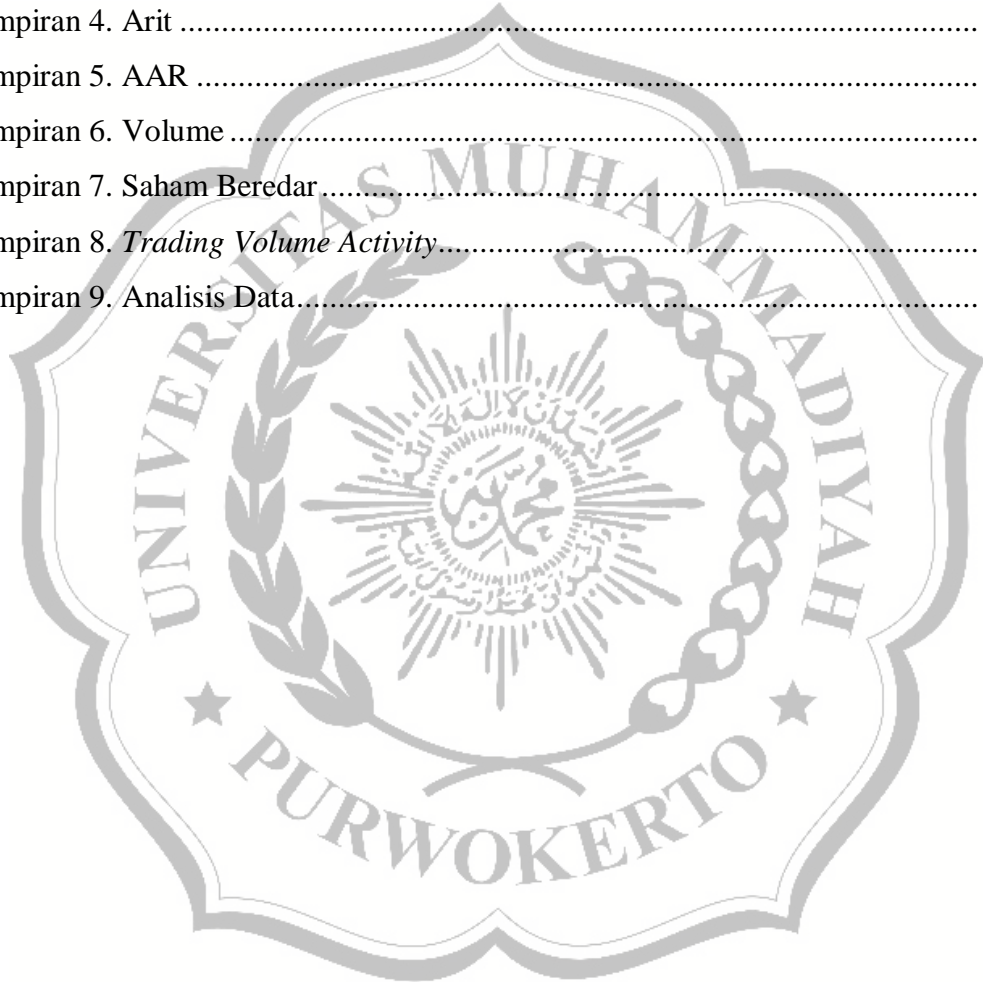 mpiran 4. Arit ....................................................................................................
mpiran 5. AAR ..................................................................................................
mpiran 6. Volume ..............................................................................................
mpiran 7. Saham Beredar...................................................................................
mpiran 8. Trading Volume Activity....................................................................
mpiran 9. Analisis Data......................................................................................
UNIVERSITAS MUHAMMADIYAH
PURWOKERTO